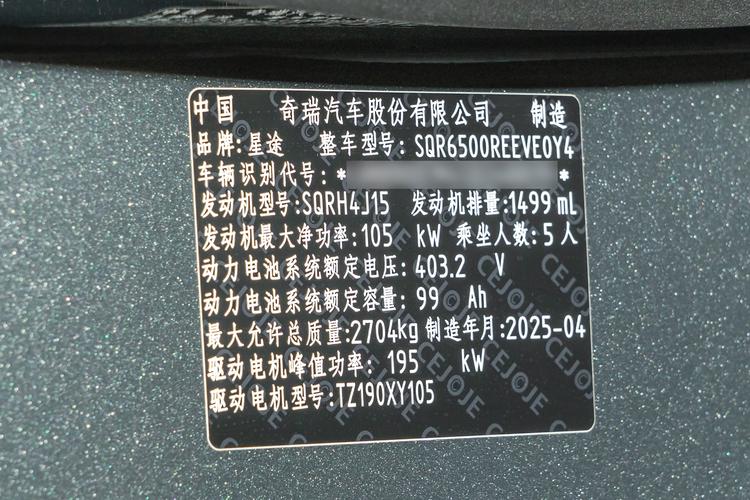 中国 奇瑞汽车股份有限公司 制造
品牌:星途 整车型号: SQR6500REEVE0Y4
车辆识别代号: * *
发动机型号:SQRH4J15 发动机排量:1499 mL
发动机最大净功率:105 kW 乘坐人数:5 人
动力电池系统额定电压: 403.2 V
动力电池系统额定容量: 99 Ah
最大允许总质量:2704kg 制造年月:2025-04
驱动电机峰值功率: 195 kW
驱动电机型号:TZ190XY105